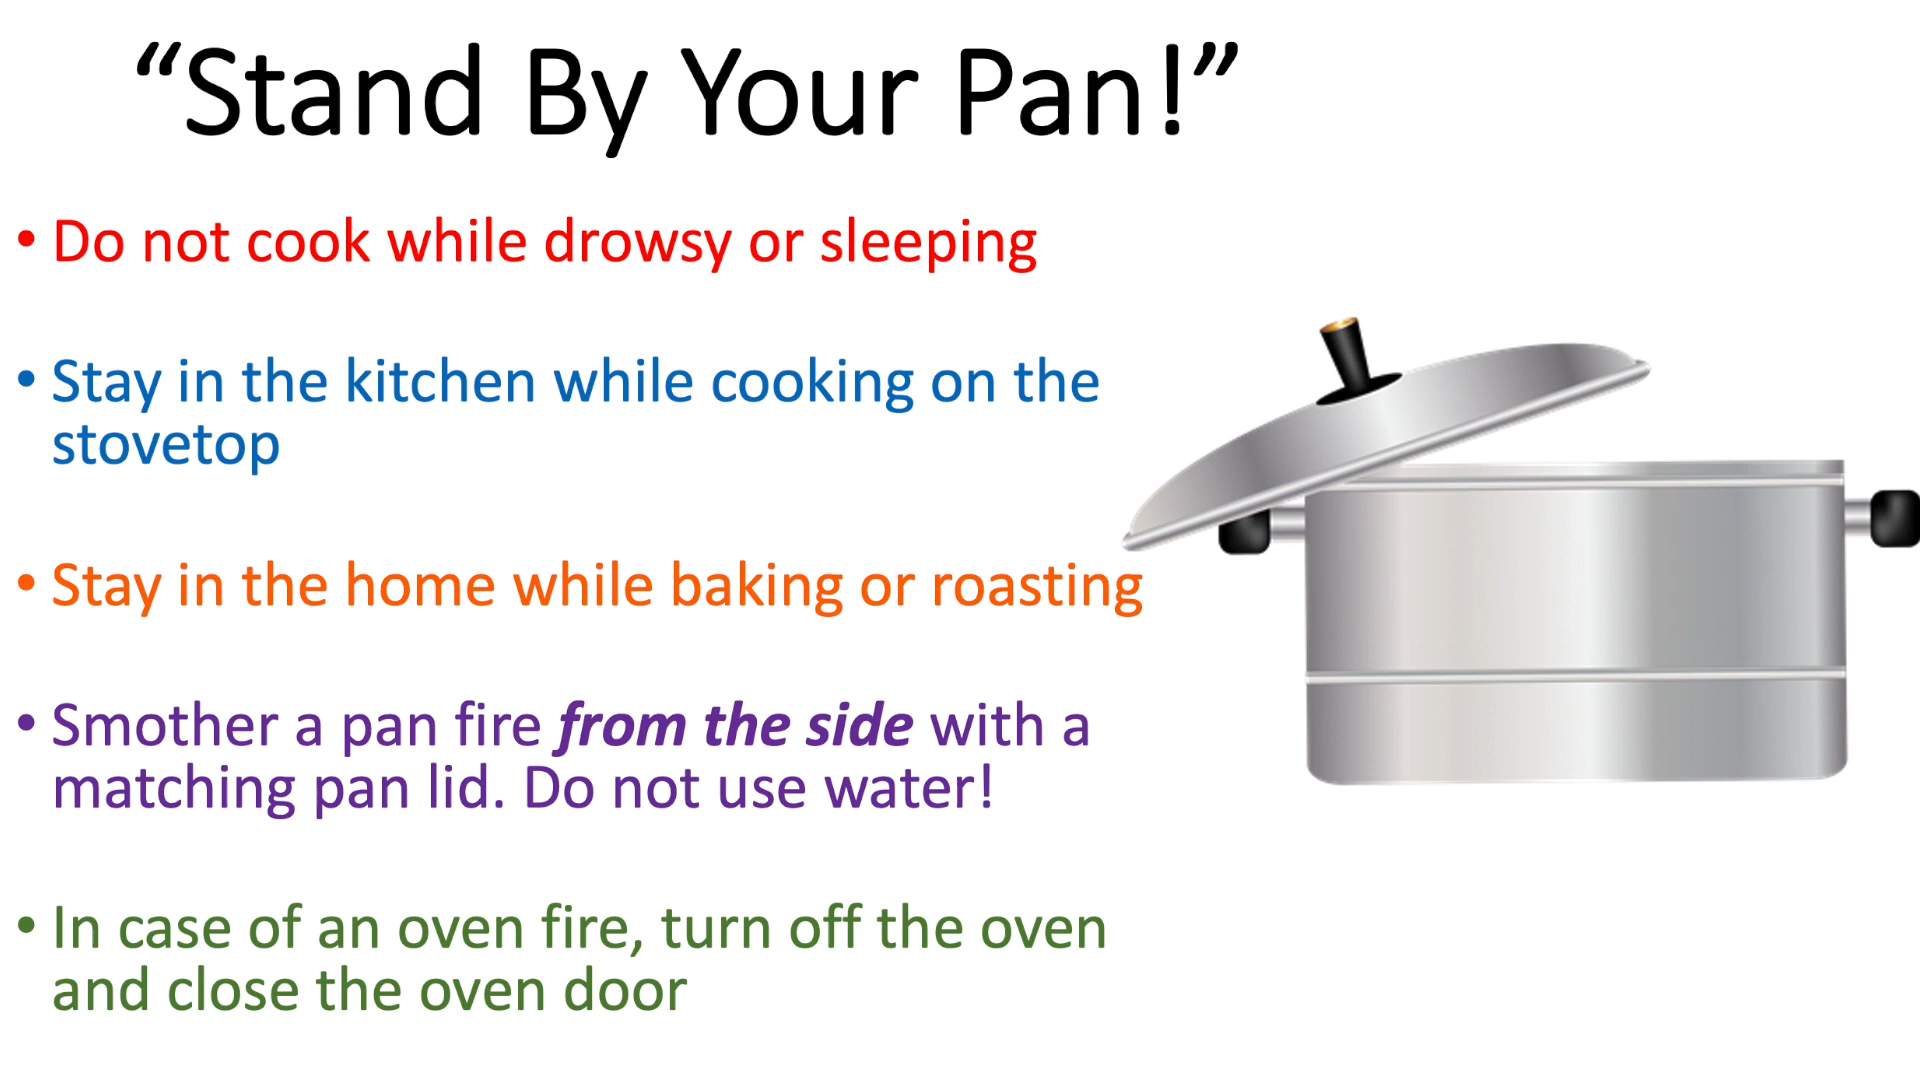 “Stand By Your Pan!”
• Do not cook while drowsy or sleeping
• Stay in the kitchen while cooking on the
stovetop
• Stay in the home while baking or roasting
• Smother a pan fire from the side with a
matching pan lid. Do not use water!
• In case of an oven fire, turn off the oven
and close the oven door